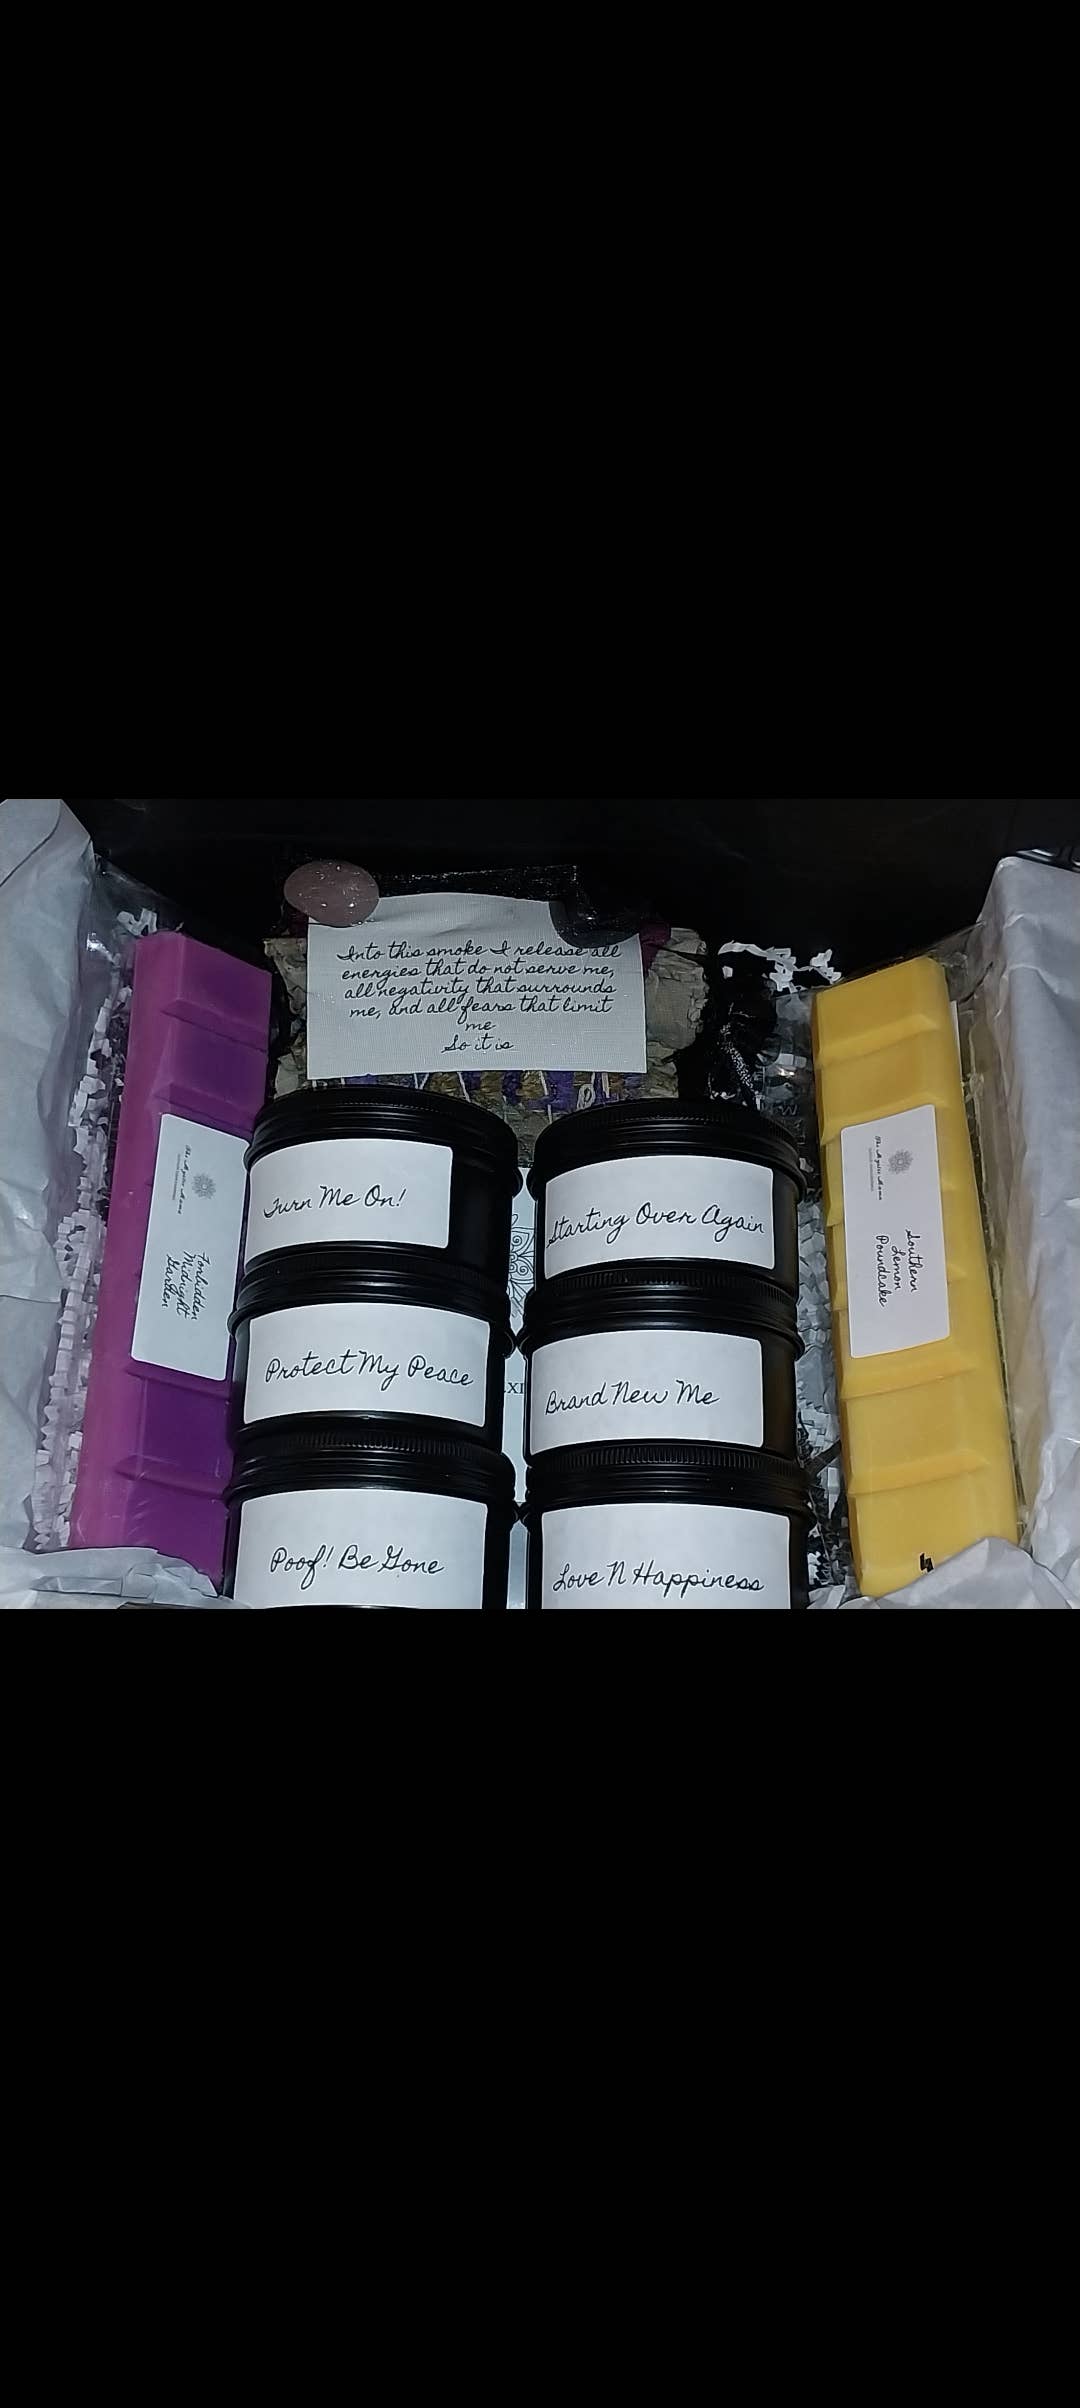 Into this smoke I release all
energies that do not serve me,
all negativity that surrounds
me, and all fears that limit
me
So it is
Turn Me On!
Starting Over Again
Protect My Peace
Brand New Me
Poof! Be Gone
Love N Happiness
Forbidden
Midnight
Garden
Southern
Lemon
Poundcake